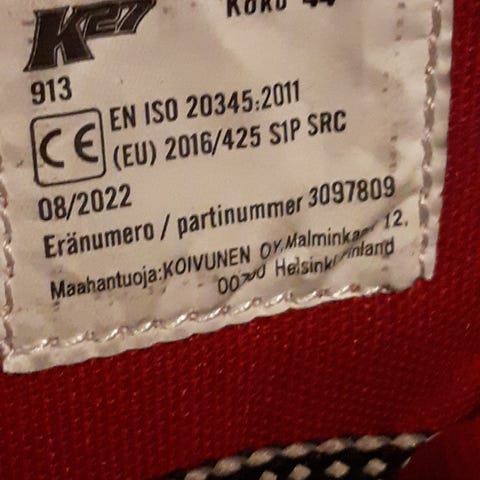 K27
913
EN ISO 20345:2011
CE
(EU) 2016/425 S1P SRC
08/2022
Eränumero / partinummer 3097809
Maahantuoja:KOIVUNEN OY, 12,